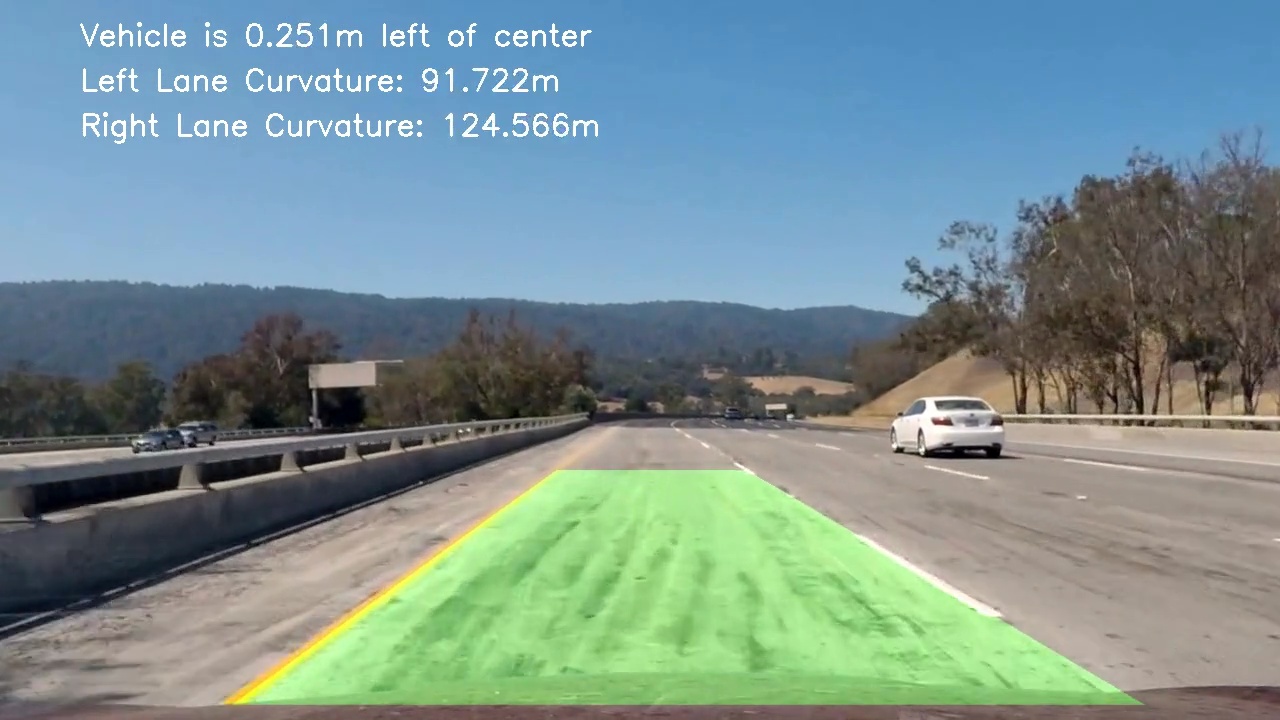 Vehicle is 0.251m left of center
Left Lane Curvature: 91.722m
Right Lane Curvature: 124.566m